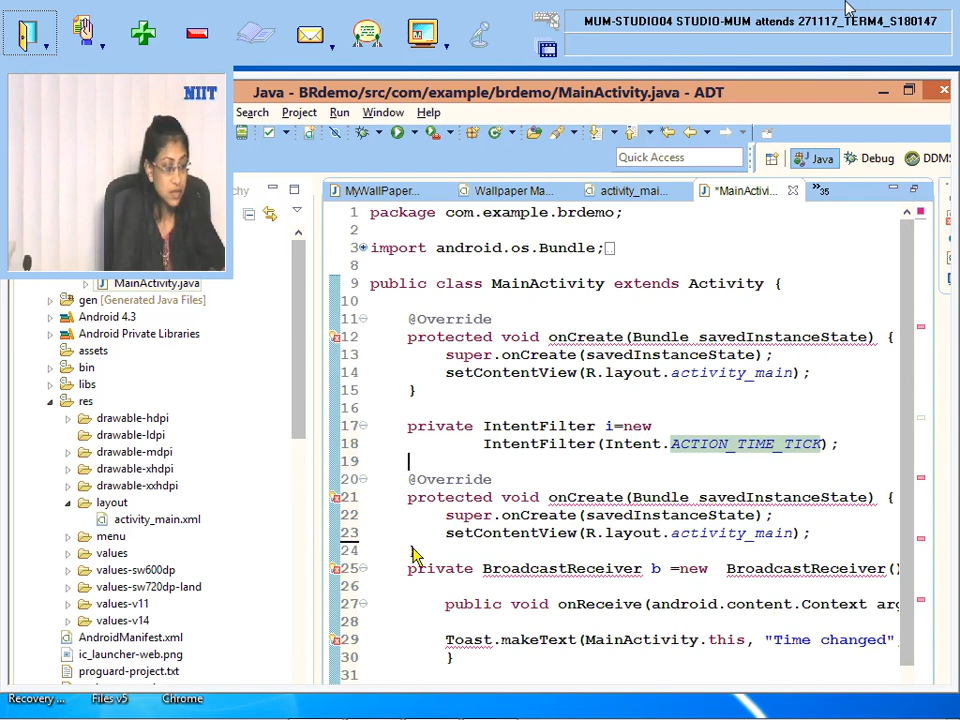 MUM-STUDIO04 STUDIO-MUM attends 271117_TERM4_S180147
NIIT
Java - BRdemo/src/com/example/brdemo/MainActivity.java - ADT
Search Project Run Window Help
Quick Access
Java
Debug
DDMS
chy
MyWallPaper...
Wallpaper Ma...
activity_mai...
*MainActivi...
»35
MainActivity.java
gen [Generated Java Files]
Android 4.3
Android Private Libraries
assets
bin
libs
res
drawable-hdpi
drawable-ldpi
drawable-mdpi
drawable-xhdpi
drawable-xxhdpi
layout
activity_main.xml
menu
values
values-sw600dp
values-sw720dp-land
values-v11
values-v14
AndroidManifest.xml
ic_launcher-web.png
proguard-project.txt
1 package com.example.brdemo;
2
3 import android.os.Bundle;
8
9 public class MainActivity extends Activity {
10
11 @Override
12 protected void onCreate(Bundle savedInstanceState) {
13 super.onCreate(savedInstanceState);
14 setContentView(R.layout.activity_main);
15 }
16
17 private IntentFilter i=new
18 IntentFilter(Intent.ACTION_TIME_TICK);
19
20 @Override
21 protected void onCreate(Bundle savedInstanceState) {
22 super.onCreate(savedInstanceState);
23 setContentView(R.layout.activity_main);
24 }
25 private BroadcastReceiver b =new BroadcastReceiver()
26
27 public void onReceive(android.content.Context arg
28
29 Toast.makeText(MainActivity.this, "Time changed",
30 }
31
Recovery ...
Files v5
Chrome